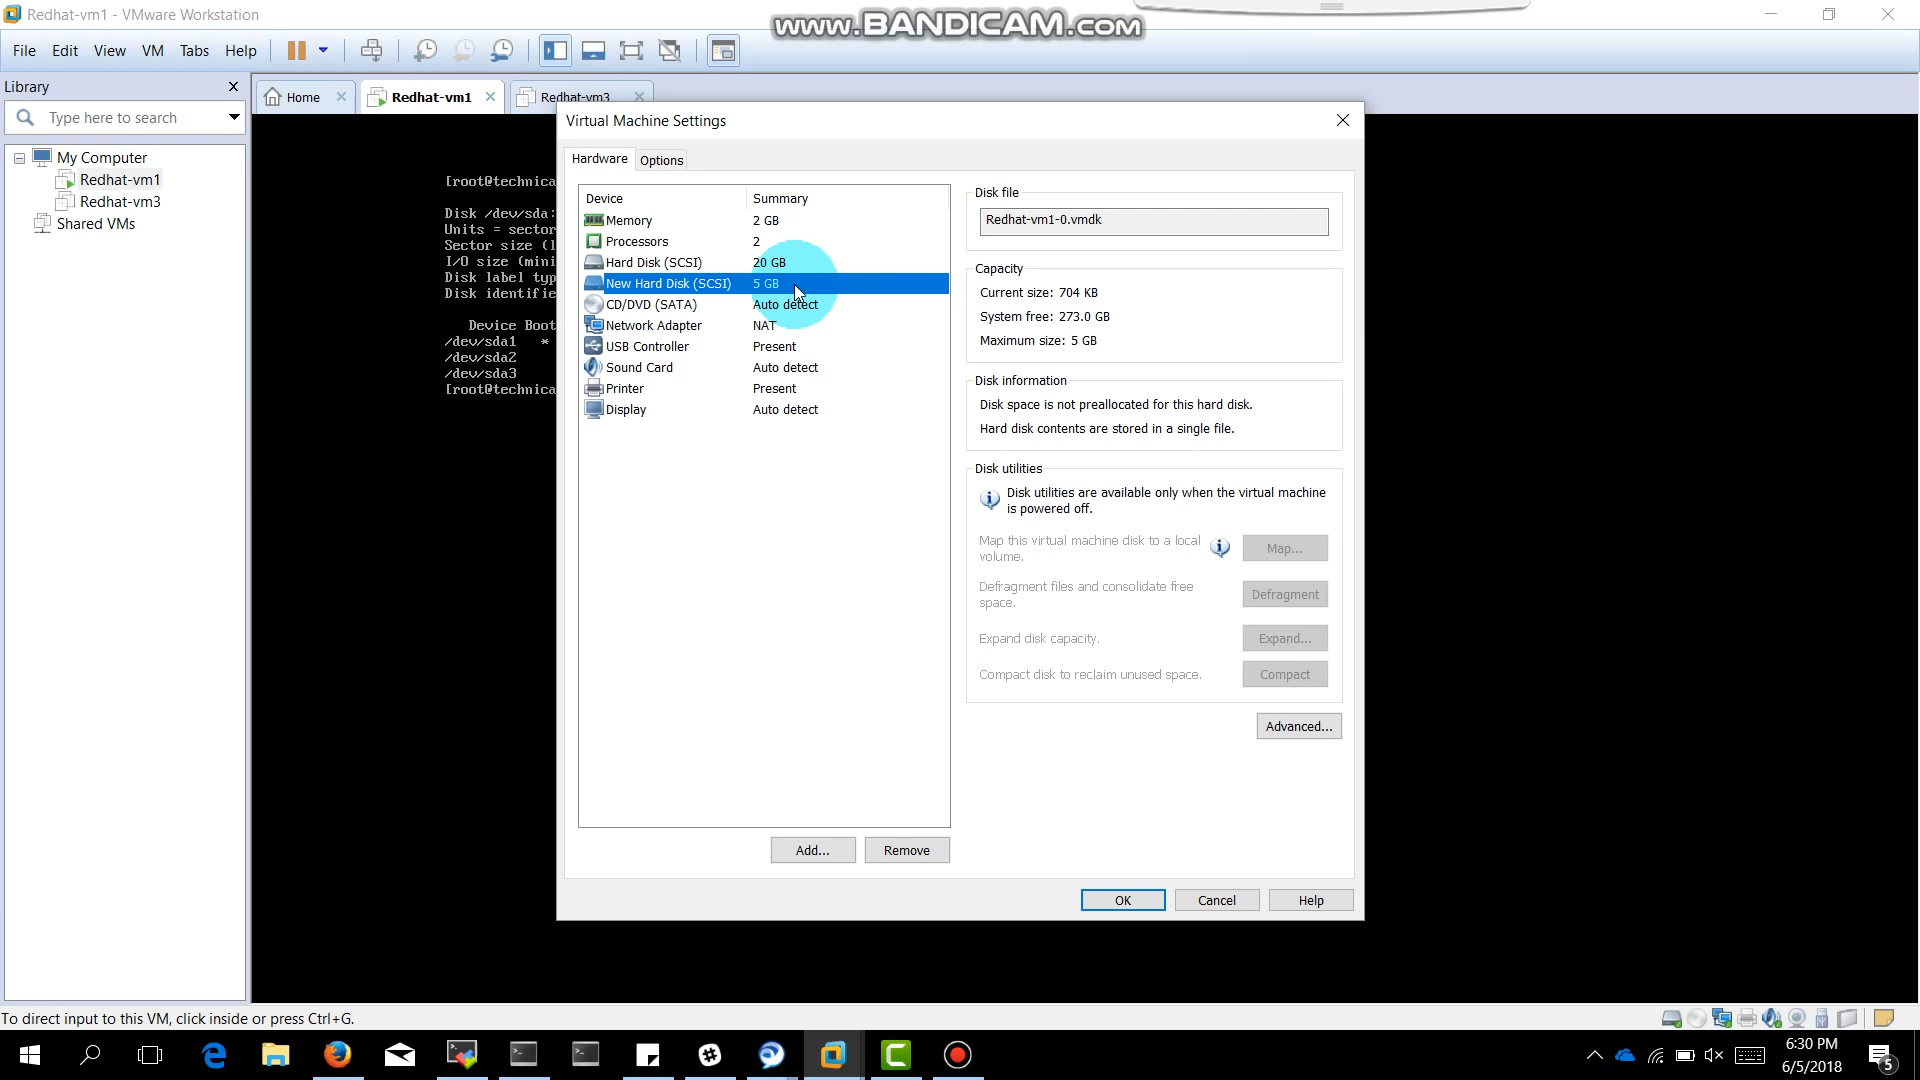 Redhat-vm1 - VMware Workstation
www.BANDICAM.com
File Edit View VM Tabs Help
Library
Home
Redhat-vm1
Redhat-vm3
Type here to search
My Computer
Redhat-vm1
Redhat-vm3
Shared VMs
[root@technica
Disk /dev/sda:
Units = sector
Sector size (l
I/O size (mini
Disk label typ
Disk identifie
Device Boot
/dev/sda1 *
/dev/sda2
/dev/sda3
[root@technica
Virtual Machine Settings
Hardware Options
Device Summary
Memory 2 GB
Processors 2
Hard Disk (SCSI) 20 GB
New Hard Disk (SCSI) 5 GB
CD/DVD (SATA) Auto detect
Network Adapter NAT
USB Controller Present
Sound Card Auto detect
Printer Present
Display Auto detect
Add...
Remove
Disk file
Redhat-vm1-0.vmdk
Capacity
Current size: 704 KB
System free: 273.0 GB
Maximum size: 5 GB
Disk information
Disk space is not preallocated for this hard disk.
Hard disk contents are stored in a single file.
Disk utilities
Disk utilities are available only when the virtual machine
is powered off.
Map this virtual machine disk to a local
volume.
Map...
Defragment files and consolidate free
space.
Defragment
Expand disk capacity.
Expand...
Compact disk to reclaim unused space.
Compact
Advanced...
OK
Cancel
Help
To direct input to this VM, click inside or press Ctrl+G.
6:30 PM
6/5/2018
5